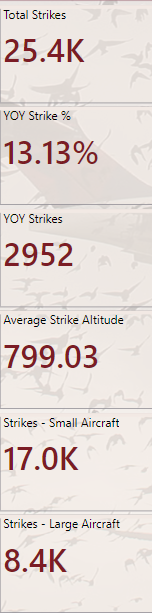 Total Strikes
25.4K
YOY Strike %
13.13%
YOY Strikes
2952
Average Strike Altitude
799.03
Strikes - Small Aircraft
17.0K
Strikes - Large Aircraft
8.4K